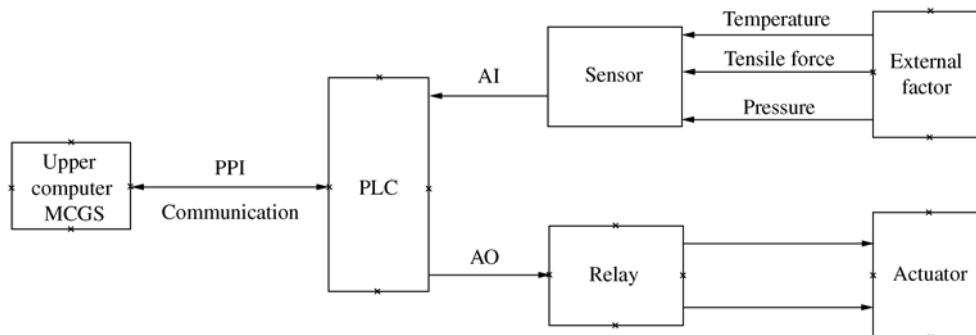 Temperature
Tensile force
Pressure
External
factor
Sensor
AI
Upper
computer
MCGS
PPI
Communication
PLC
AO
Relay
Actuator